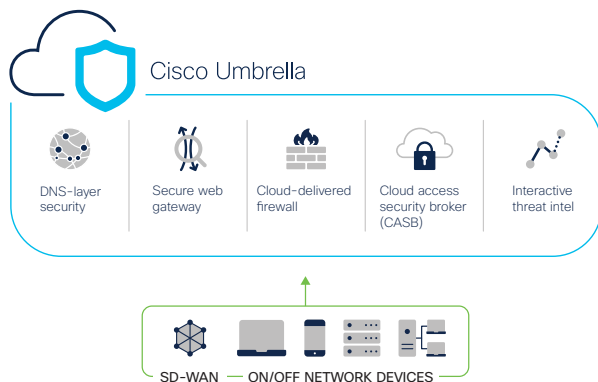 Cisco Umbrella
DNS-layer
security
Secure web
gateway
Cloud-delivered
firewall
Cloud access
security broker
(CASB)
Interactive
threat intel
SD-WAN
ON/OFF NETWORK DEVICES